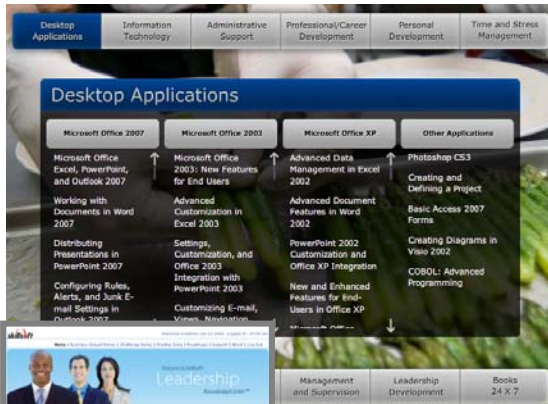 Desktop
Applications
Information
Technology
Administrative
Support
Professional/Career
Development
Personal
Development
Time and Stress
Management
Desktop Applications
Microsoft Office 2007
Microsoft Office 2003
Microsoft Office XP
Other Applications
Microsoft Office
Excel, PowerPoint,
and Outlook 2007
Working with
Documents in Word
2007
Distributing
Presentations in
PowerPoint 2007
Configuring Rules,
Alerts, and Junk E-
mail Settings in
Outlook 2007
Microsoft Office
2003: New Features
for End Users
Advanced
Customization in
Excel 2003
Settings,
Customization, and
Office 2003
Integration with
PowerPoint 2003
Customizing E-mail,
Views, Navigation
Advanced Data
Management in Excel
2002
Advanced Document
Features in Word
2002
PowerPoint 2002
Customization and
Office XP Integration
New and Enhanced
Features for End-
Users in Office XP
Microsoft Office
Photoshop CS3
Creating and
Defining a Project
Basic Access 2007
Forms
Creating Diagrams in
Visio 2002
COBOL: Advanced
Programming
skillsoft
Leadership
Management
and Supervision
Leadership
Development
Books
24 X 7